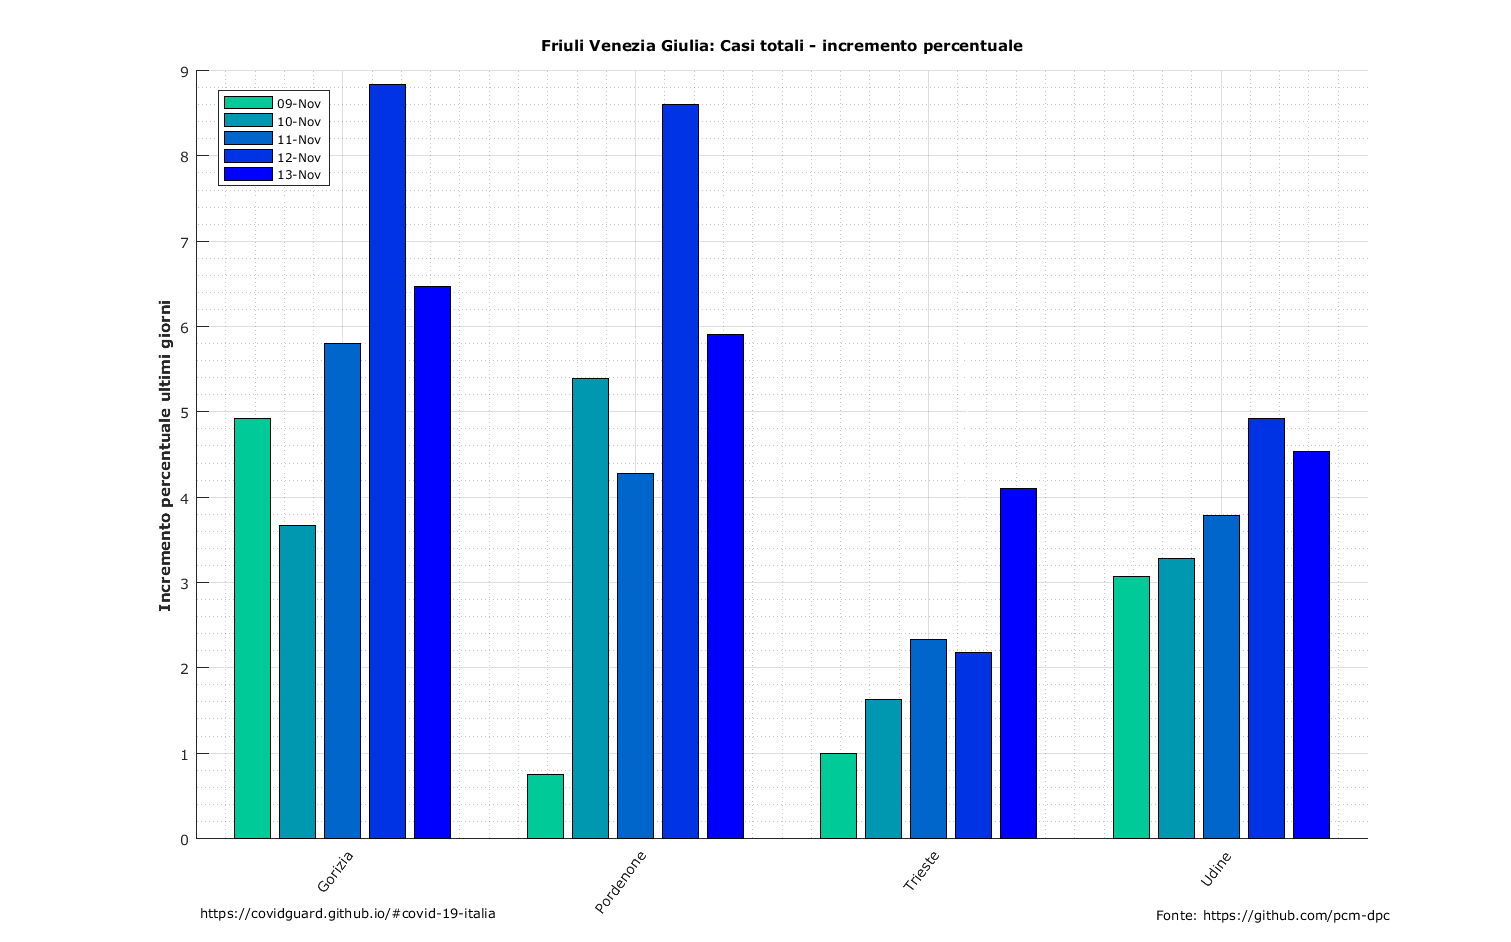 Friuli Venezia Giulia: Casi totali - incremento percentuale
Incremento percentuale ultimi giorni
9
8
7
6
5
4
3
2
1
0
09-Nov
10-Nov
11-Nov
12-Nov
13-Nov
Gorizia
Pordenone
Trieste
Udine
https://covidguard.github.io/#covid-19-italia
Fonte: https://github.com/pcm-dpc